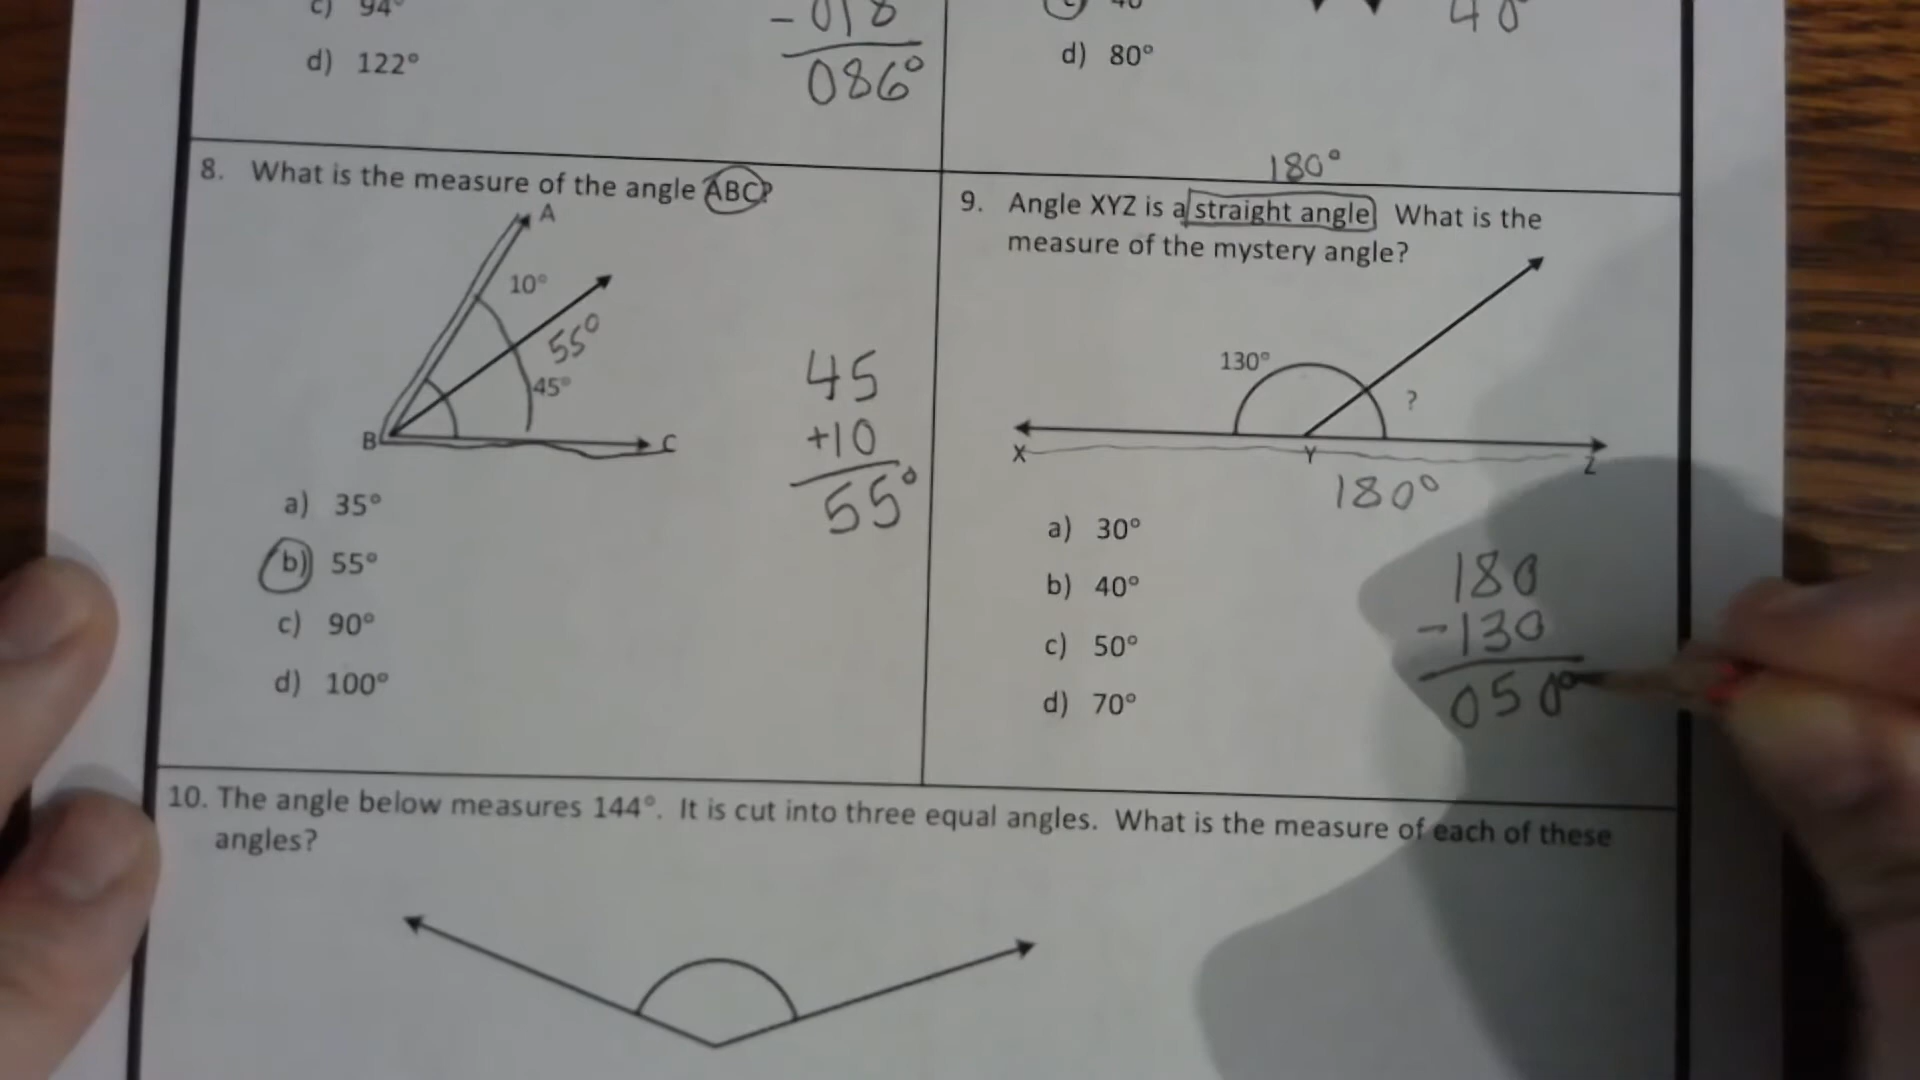 c) 94°
d) 122°
- 018
086°
d) 80°
40
8. What is the measure of the angle ABC?
A
10°
55°
45°
B
C
45
+10
55°
a) 35°
b) 55°
c) 90°
d) 100°
180°
9. Angle XYZ is a straight angle. What is the
measure of the mystery angle?
130°
?
X
Y
Z
180°
a) 30°
b) 40°
c) 50°
d) 70°
180
-130
050°
10. The angle below measures 144°. It is cut into three equal angles. What is the measure of each of these
angles?